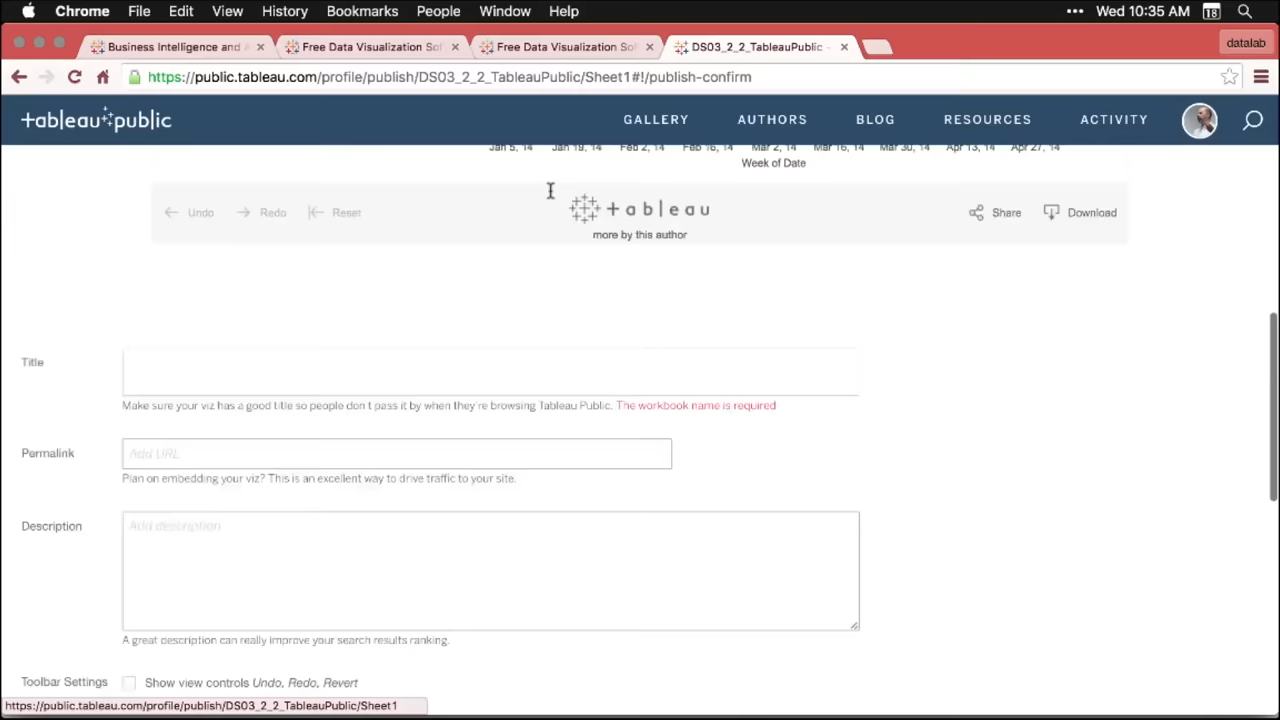 Chrome File Edit View History Bookmarks People Window Help ••• Wed 10:35 AM 18
Business Intelligence and A Free Data Visualization Sof Free Data Visualization Sof DS03_2_2_TableauPublic - datalab
https://public.tableau.com/profile/publish/DS03_2_2_TableauPublic/Sheet1#!/publish-confirm
+ableau public GALLERY AUTHORS BLOG RESOURCES ACTIVITY
Jan 5, 14 Jan 19, 14 Feb 2, 14 Feb 16, 14 Mar 2, 14 Mar 16, 14 Mar 30, 14 Apr 13, 14 Apr 27, 14
Week of Date
Undo Redo Reset +ableau Share Download
more by this author
Title
Make sure your viz has a good title so people don't pass it by when they're browsing Tableau Public. The workbook name is required
Permalink Add URL
Plan on embedding your viz? This is an excellent way to drive traffic to your site.
Description Add description
A great description can really improve your search results ranking.
Toolbar Settings Show view controls Undo, Redo, Revert
https://public.tableau.com/profile/publish/DS03_2_2_TableauPublic/Sheet1